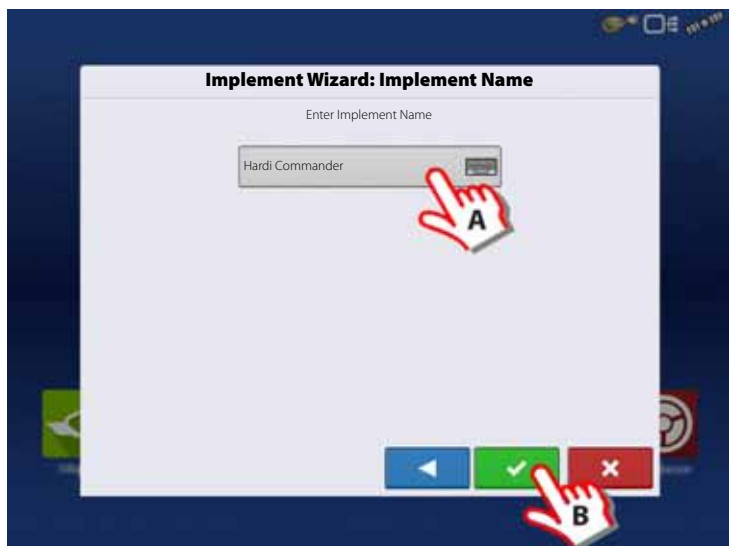 Implement Wizard: Implement Name
Enter Implement Name
Hardi Commander
A
B